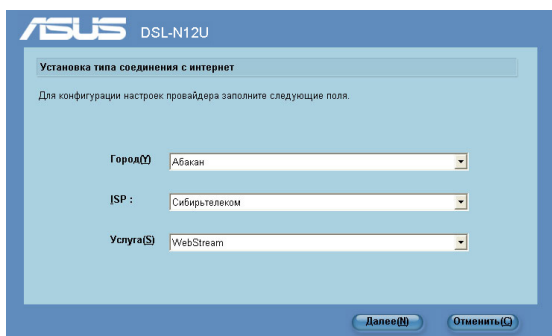 ASUS DSL-N12U
Установка типа соединения с интернет
Для конфигурации настроек провайдера заполните следующие поля.
Город(Y) Абакан
ISP : Сибирьтелеком
Услуга(S) WebStream
Далее(N) Отменить(C)